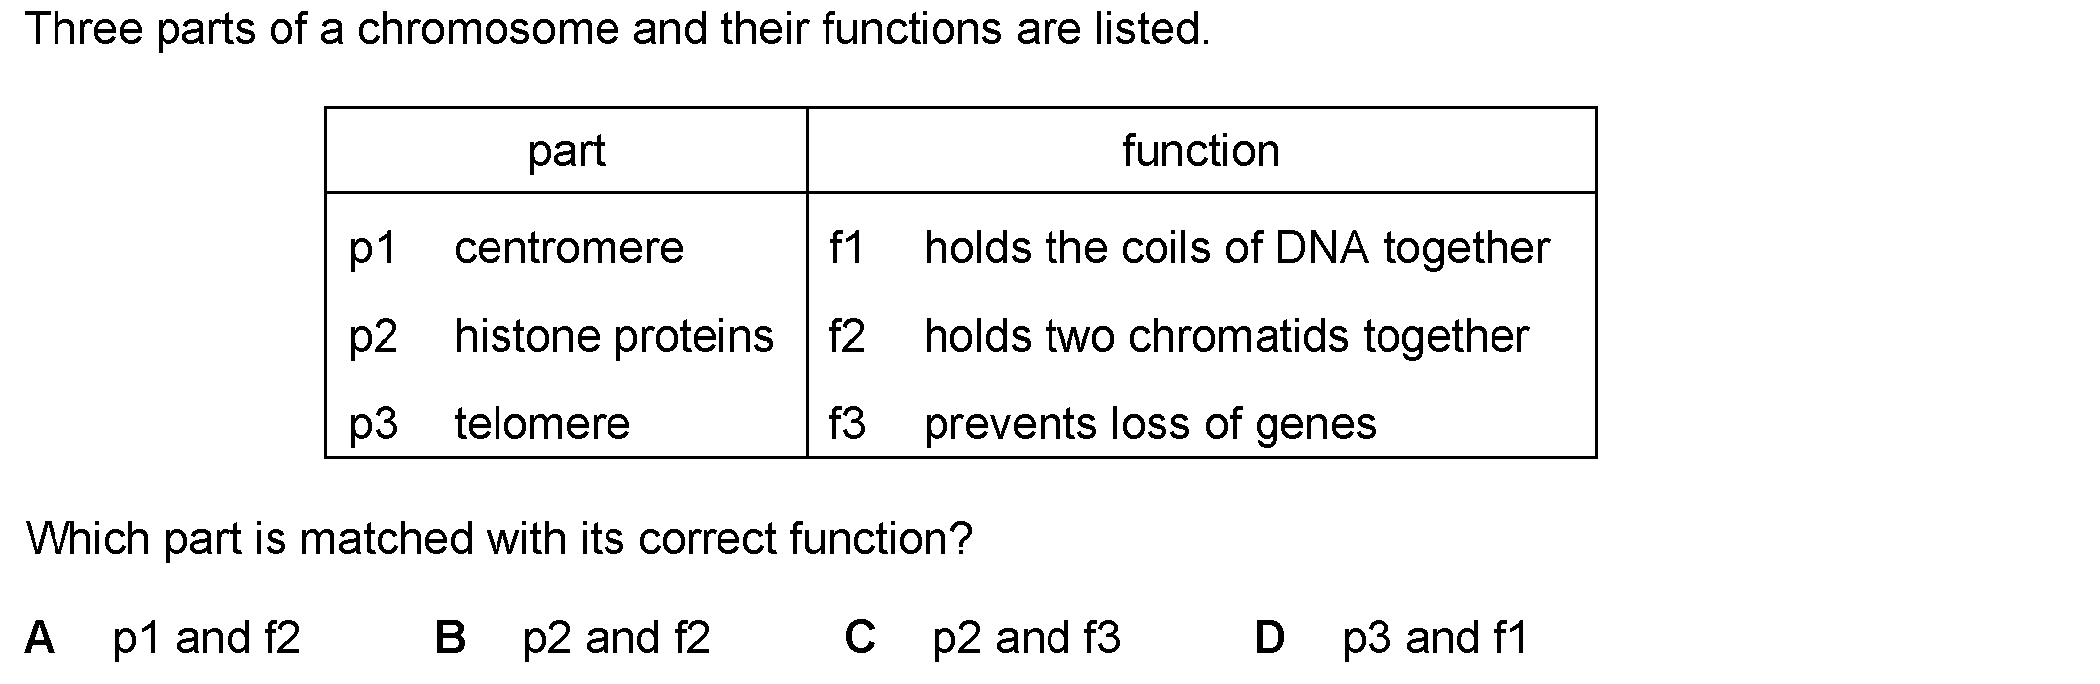 Three parts of a chromosome and their functions are listed.
part function
p1 centromere f1 holds the coils of DNA together
p2 histone proteins f2 holds two chromatids together
p3 telomere f3 prevents loss of genes
Which part is matched with its correct function?
A p1 and f2 B p2 and f2 C p2 and f3 D p3 and f1